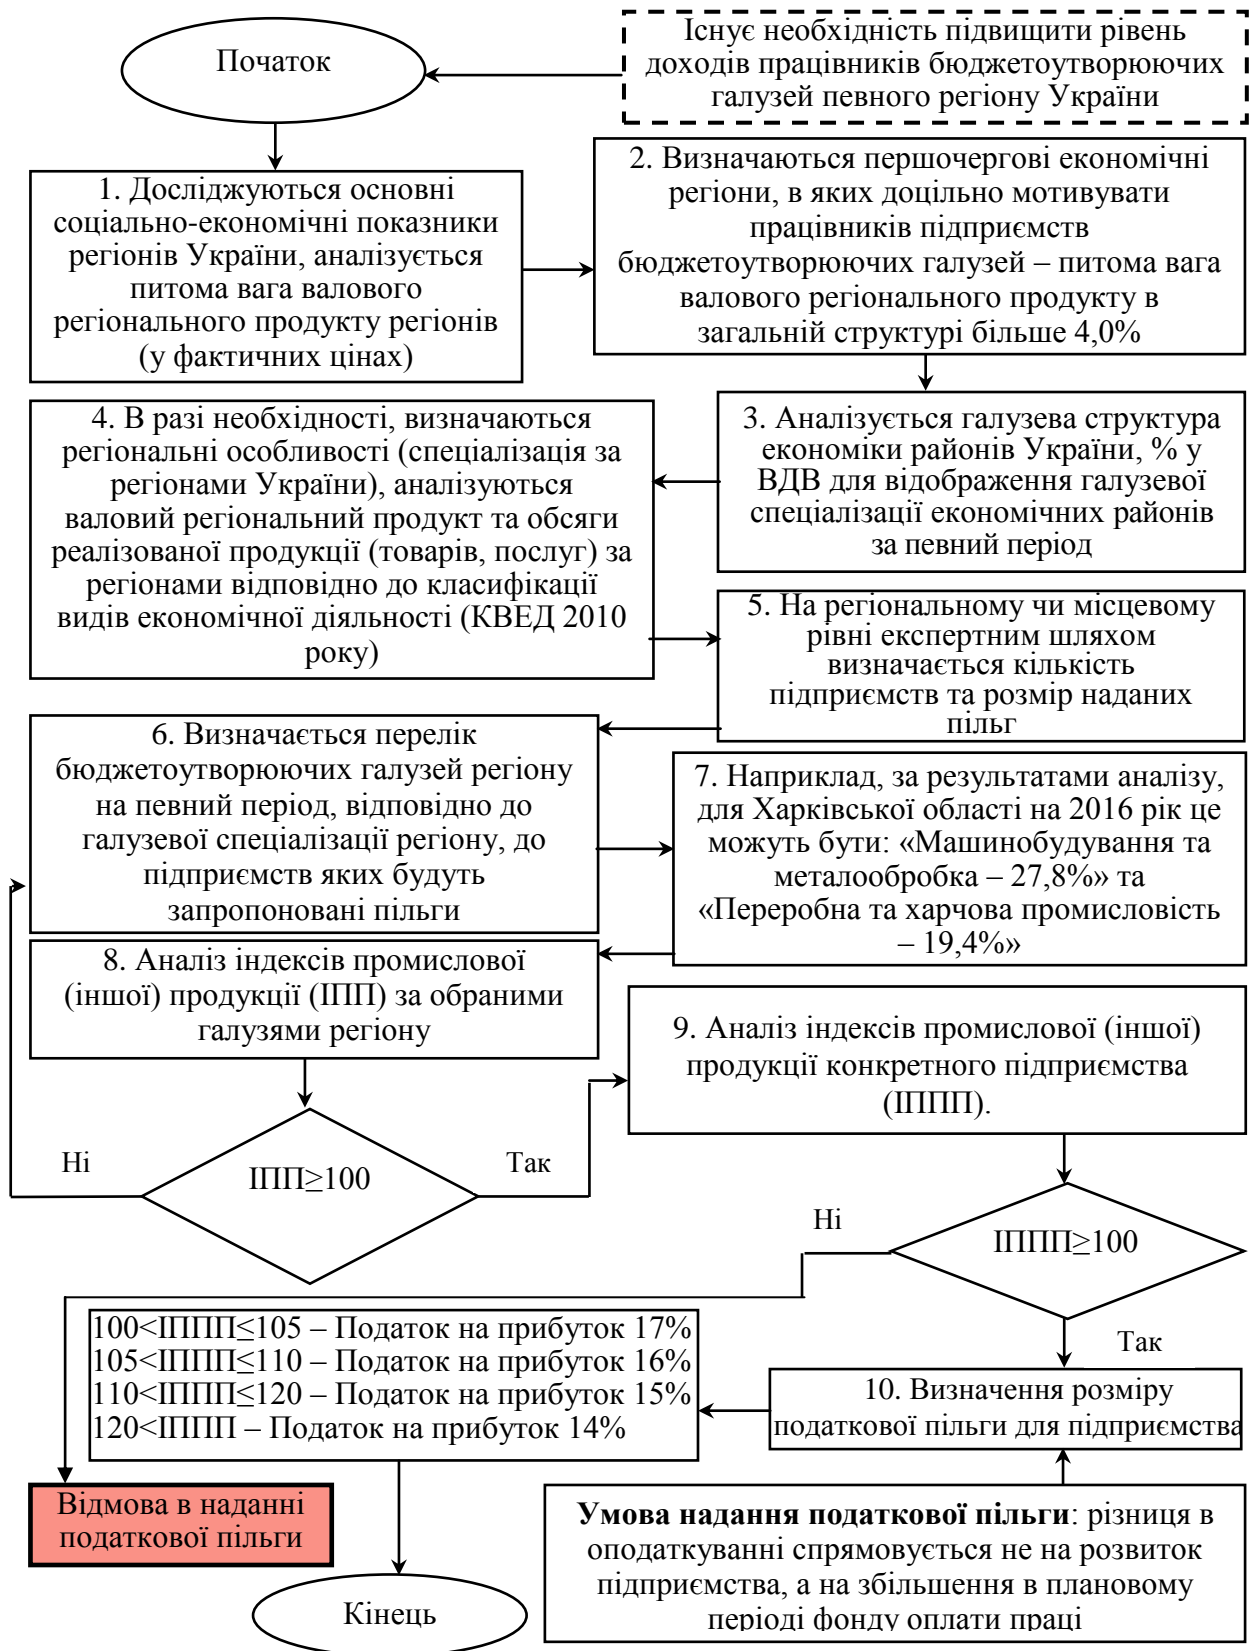 Початок
Існує необхідність підвищити рівень
доходів працівників бюджетоутворюючих
галузей певного регіону України
1. Досліджуються основні
соціально-економічні показники
регіонів України, аналізується
питома вага валового
регіонального продукту регіонів
(у фактичних цінах)
2. Визначаються першочергові економічні
регіони, в яких доцільно мотивувати
працівників підприємств
бюджетоутворюючих галузей – питома вага
валового регіонального продукту в
загальній структурі більше 4,0%
3. Аналізується галузева структура
економіки районів України, % у
ВДВ для відображення галузевої
спеціалізації економічних районів
за певний період
4. В разі необхідності, визначаються
регіональні особливості (спеціалізація за
регіонами України), аналізуються
валовий регіональний продукт та обсяги
реалізованої продукції (товарів, послуг) за
регіонами відповідно до класифікації
видів економічної діяльності (КВЕД 2010
року)
5. На регіональному чи місцевому
рівні експертним шляхом
визначається кількість
підприємств та розмір наданих
пільг
6. Визначається перелік
бюджетоутворюючих галузей регіону
на певний період, відповідно до
галузевої спеціалізації регіону, до
підприємств яких будуть
запропоновані пільги
7. Наприклад, за результатами аналізу,
для Харківської області на 2016 рік це
можуть бути: «Машинобудування та
металообробка – 27,8%» та
«Переробна та харчова промисловість
– 19,4%»
8. Аналіз індексів промислової
(іншої) продукції (ІПП) за обраними
галузями регіону
9. Аналіз індексів промислової (іншої)
продукції конкретного підприємства
(ІППП).
Ні
ІПП≥100
Так
Ні
ІППП≥100
Так
100<ІППП≤105 – Податок на прибуток 17%
105<ІППП≤110 – Податок на прибуток 16%
110<ІППП≤120 – Податок на прибуток 15%
120<ІППП – Податок на прибуток 14%
10. Визначення розміру
податкової пільги для підприємства
Відмова в наданні
податкової пільги
Умова надання податкової пільги: різниця в
оподаткуванні спрямовується не на розвиток
підприємства, а на збільшення в плановому
періоді фонду оплати праці
Кінець